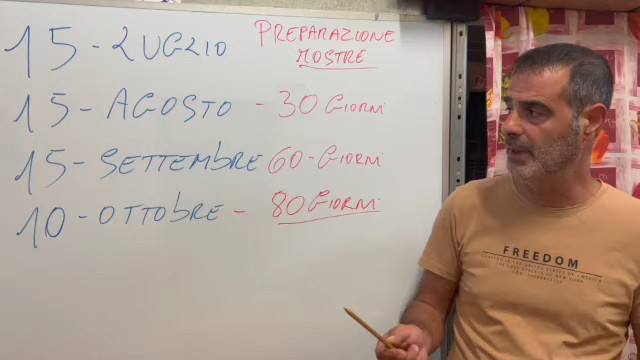 15 - LUGLIO PREPARAZIONE
MOSTRE
15 - AGOSTO - 30 GIORNI
15 - SETTEMBRE 60 - GIORNI
10 - OTTOBRE - 80 GIORNI
FREEDOM